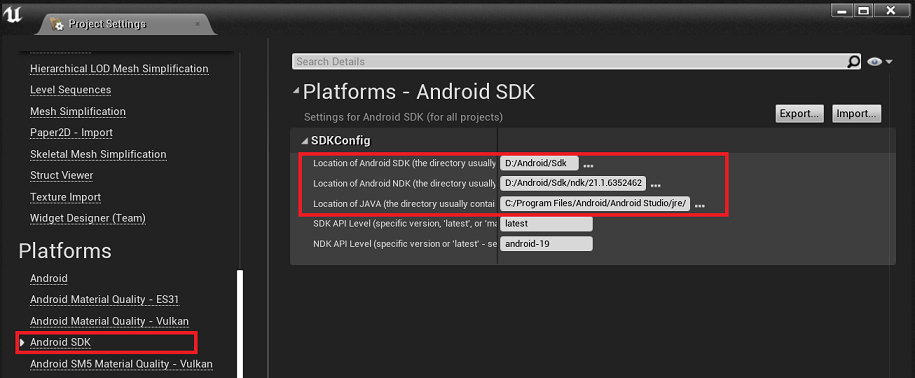 Project Settings
Hierarchical LOD Mesh Simplification
Level Sequences
Mesh Simplification
Paper2D - Import
Skeletal Mesh Simplification
Struct Viewer
Texture Import
Widget Designer (Team)
Platforms
Android
Android Material Quality - ES31
Android Material Quality - Vulkan
Android SDK
Android SM5 Material Quality - Vulkan
Search Details
Platforms - Android SDK
Settings for Android SDK (for all projects)
Export...
Import...
SDKConfig
Location of Android SDK (the directory usually D:/Android/Sdk ...
Location of Android NDK (the directory usually D:/Android/Sdk/ndk/21.1.6352462 ...
Location of JAVA (the directory usually contai C:/Program Files/Android/Android Studio/jre/ ...
SDK API Level (specific version, 'latest', or 'ma latest
NDK API Level (specific version or 'latest' - se android-19